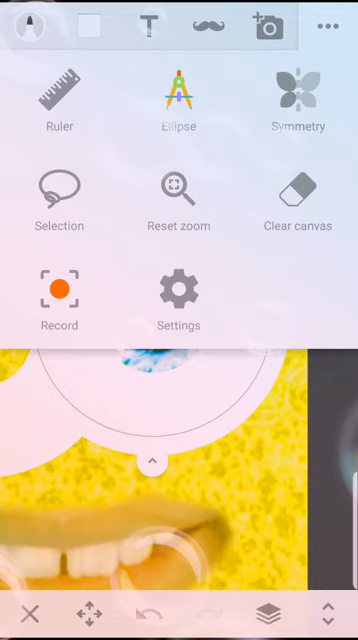 T
Ruler
Ellipse
Symmetry
Selection
Reset zoom
Clear canvas
Record
Settings